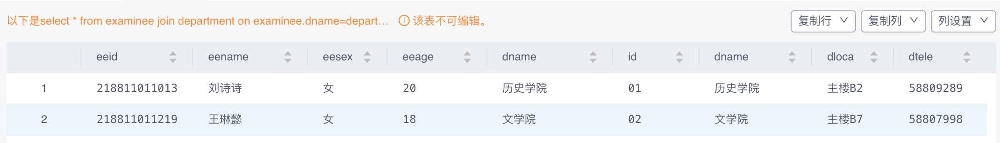 以下是select * from examinee join department on examinee.dname=depart... 该表不可编辑。 复制行 复制列 列设置
eeid eename eesex eeage dname id dname dloca dtele
1 218811011013 刘诗诗 女 20 历史学院 01 历史学院 主楼B2 58809289
2 218811011219 王琳懿 女 18 文学院 02 文学院 主楼B7 58807998